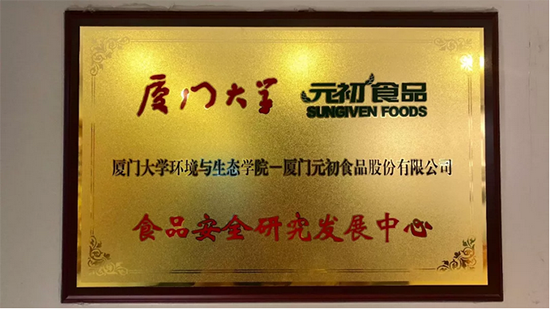 厦门大学 元初食品
SUNGIVEN FOODS
厦门大学环境与生态学院－厦门元初食品股份有限公司
食品安全研究发展中心